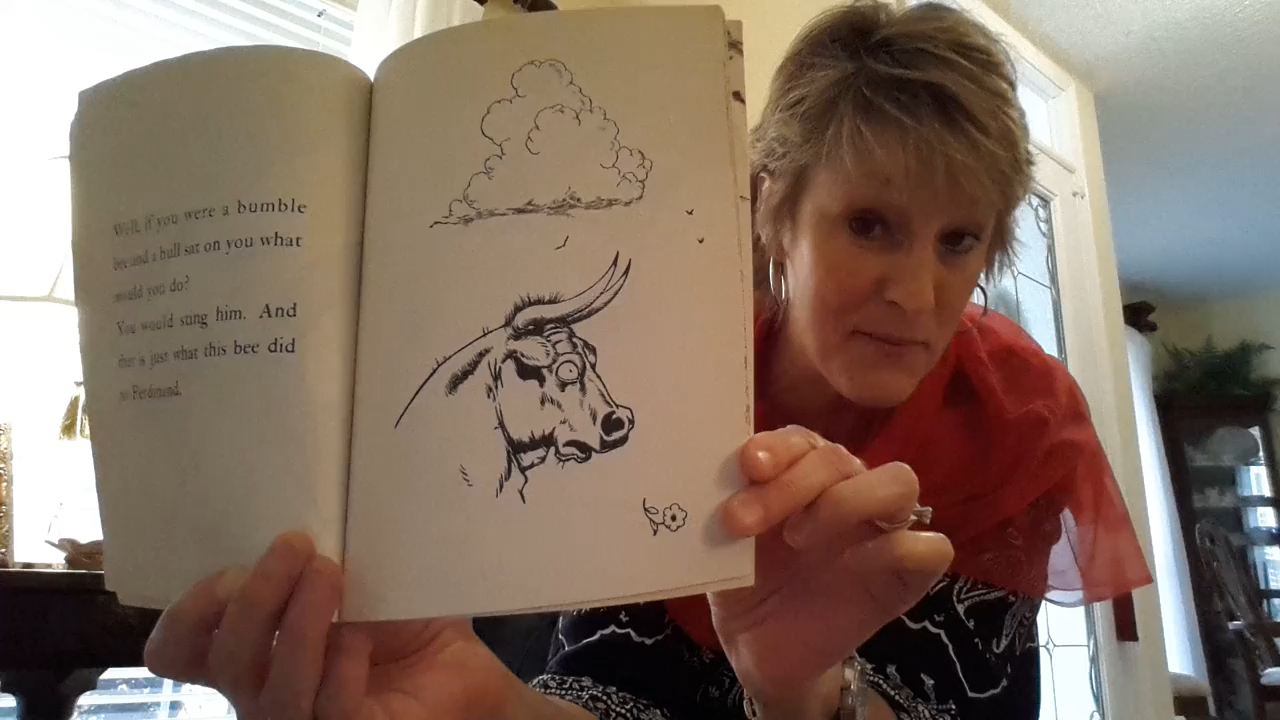 Well, if you were a bumble
bee and a bull sat on you what
would you do?
You would sting him. And
that is just what this bee did
to Ferdinand.